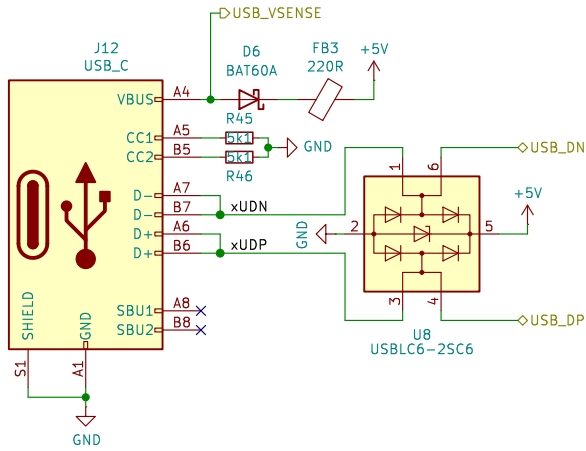 USB_VSENSE
J12
USB_C
D6
BAT60A
FB3
220R
+5V
VBUS
A4
R45
CC1
A5
5k1
GND
CC2
B5
5k1
R46
D-
A7
D-
B7
xUDN
D+
A6
D+
B6
xUDP
SBU1
A8
SBU2
B8
SHIELD
GND
S1
A1
GND
USB_DN
1
6
+5V
GND
2
5
3
4
USB_DP
U8
USBLC6-2SC6